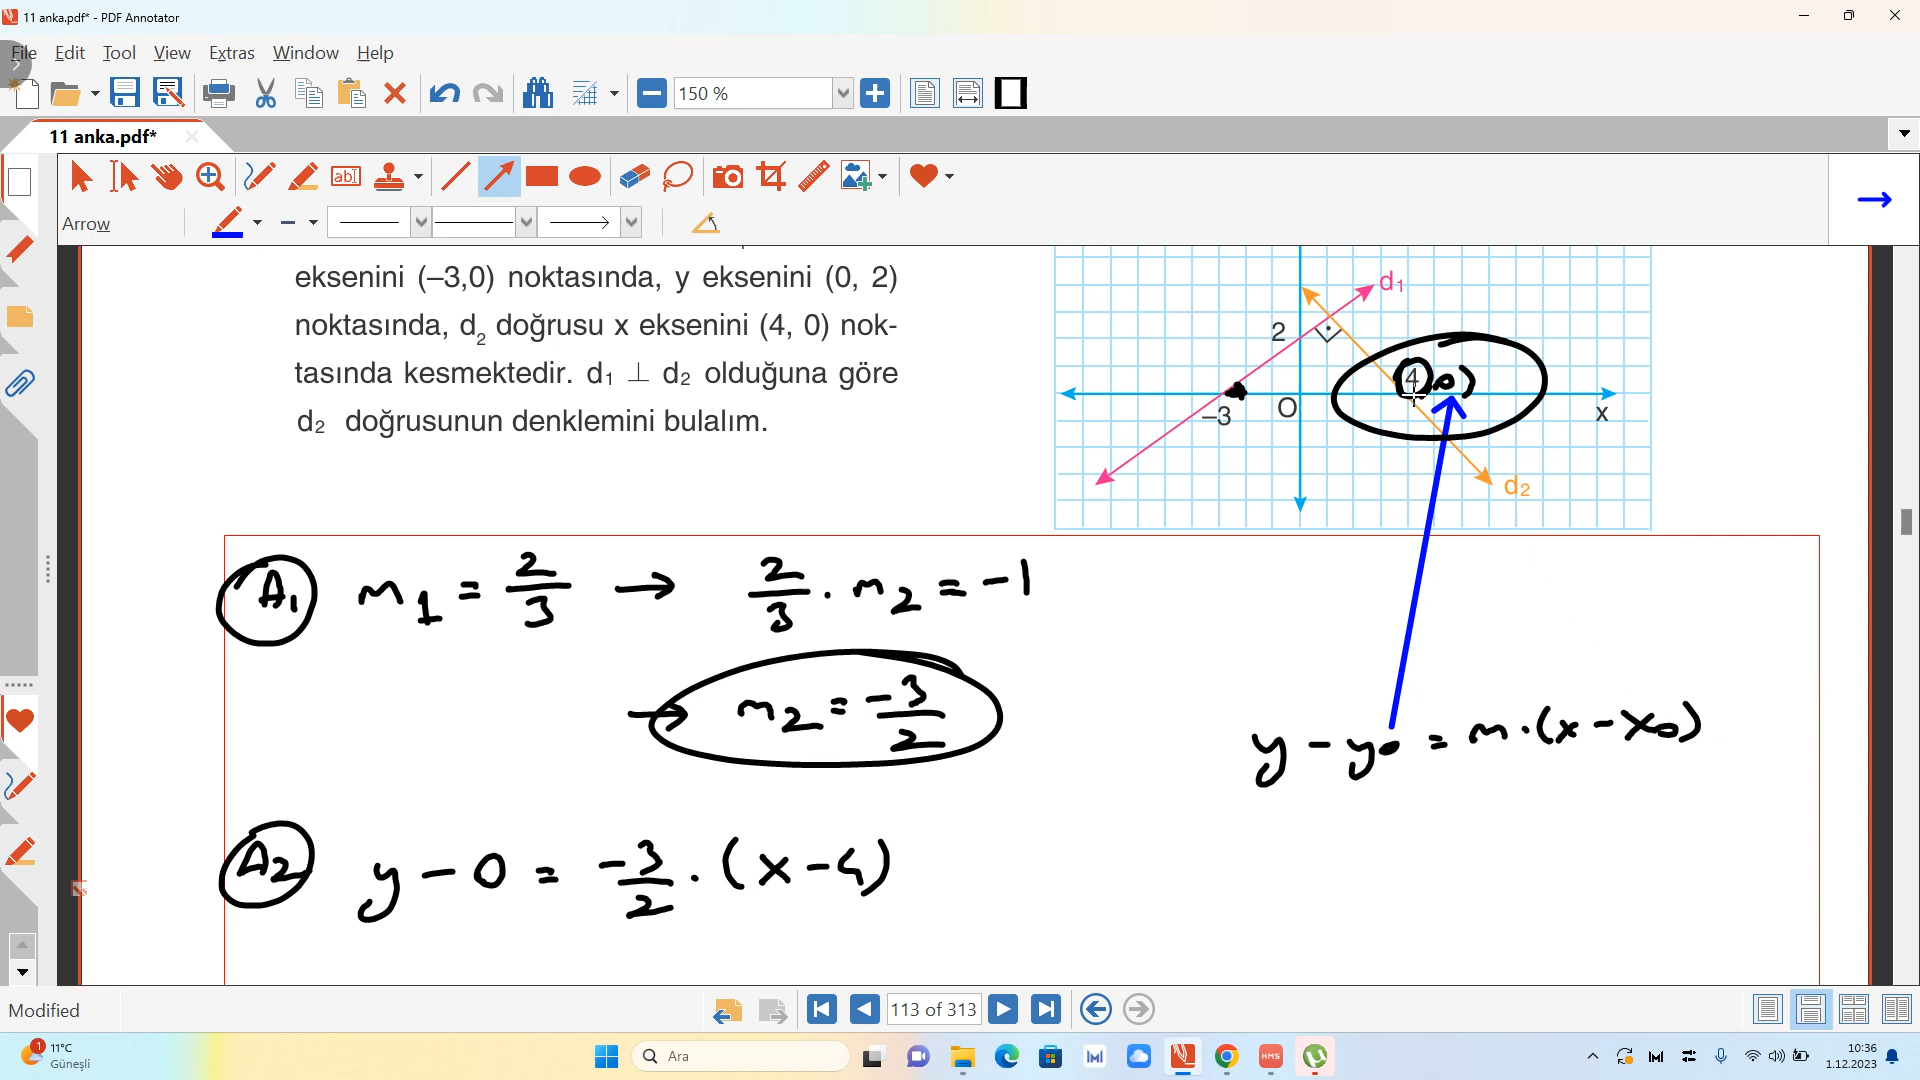 11 anka.pdf* - PDF Annotator
File Edit Tool View Extras Window Help
150 %
11 anka.pdf*
Arrow
eksenini (–3,0) noktasında, y eksenini (0, 2)
noktasında, d2 doğrusu x eksenini (4, 0) nok-
tasında kesmektedir. d1 ⊥ d2 olduğuna göre
d2 doğrusunun denklemini bulalım.
d1
2
4,0)
–3
O
x
d2
A1 m1 = 2/3 → 2/3 · m2 = -1
→ m2 = -3/2
y - y0 = m·(x - x0)
A2 y - 0 = -3/2 · (x - 4)
Modified
113 of 313
1
11°C
Güneşli
Ara
HMS
10:36
1.12.2023